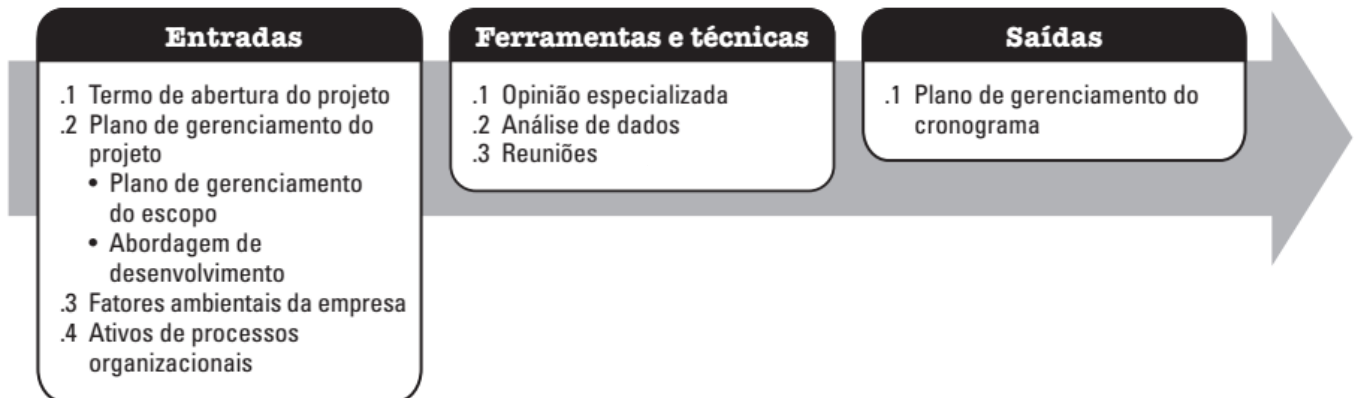 Entradas
.1 Termo de abertura do projeto
.2 Plano de gerenciamento do
projeto
• Plano de gerenciamento
do escopo
• Abordagem de
desenvolvimento
.3 Fatores ambientais da empresa
.4 Ativos de processos
organizacionais
Ferramentas e técnicas
.1 Opinião especializada
.2 Análise de dados
.3 Reuniões
Saídas
.1 Plano de gerenciamento do
cronograma